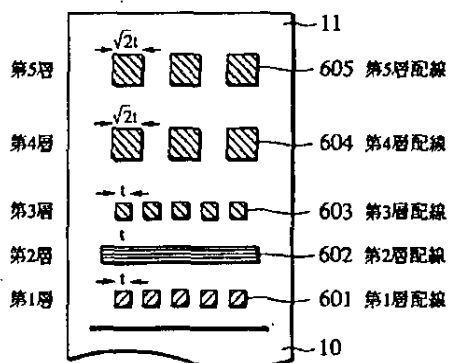 11
√2t
第5層 605 第5層配線
√2t
第4層 604 第4層配線
t
第3層 603 第3層配線
t
第2層 602 第2層配線
t
第1層 601 第1層配線
10